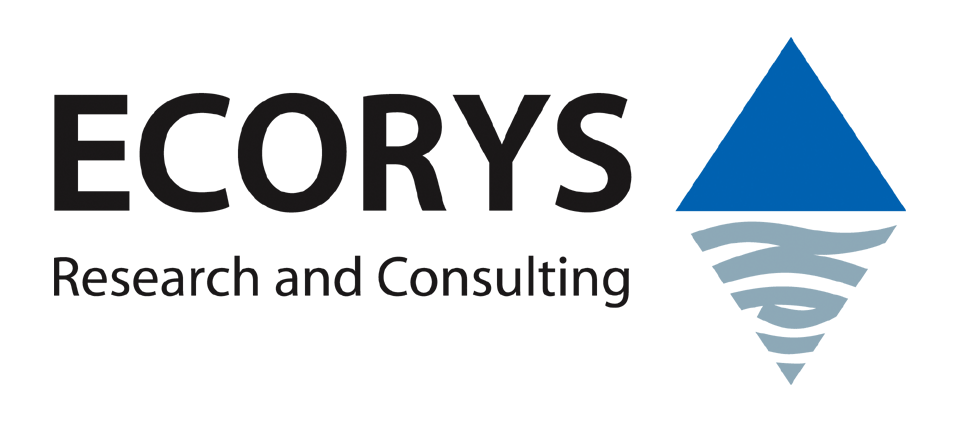 ECORYS
Research and Consulting